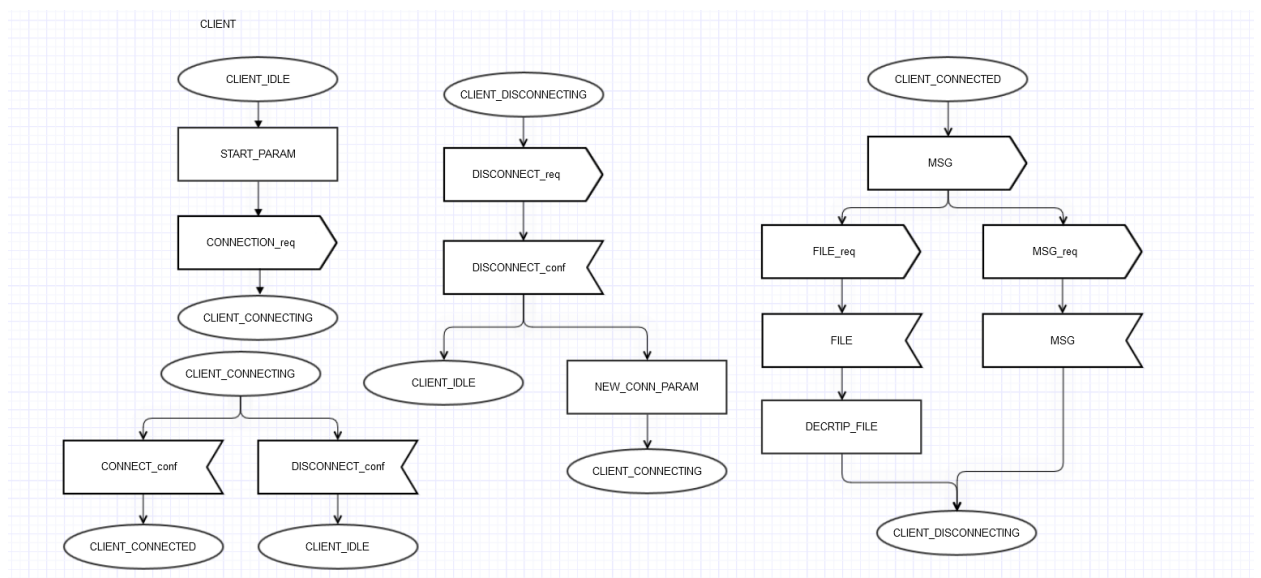 CLIENT
CLIENT_IDLE
START_PARAM
CONNECTION_req
CLIENT_CONNECTING
CLIENT_CONNECTING
CONNECT_conf
DISCONNECT_conf
CLIENT_CONNECTED
CLIENT_IDLE
CLIENT_DISCONNECTING
DISCONNECT_req
DISCONNECT_conf
CLIENT_IDLE
NEW_CONN_PARAM
CLIENT_CONNECTING
CLIENT_CONNECTED
MSG
FILE_req
MSG_req
FILE
MSG
DECRTIP_FILE
CLIENT_DISCONNECTING